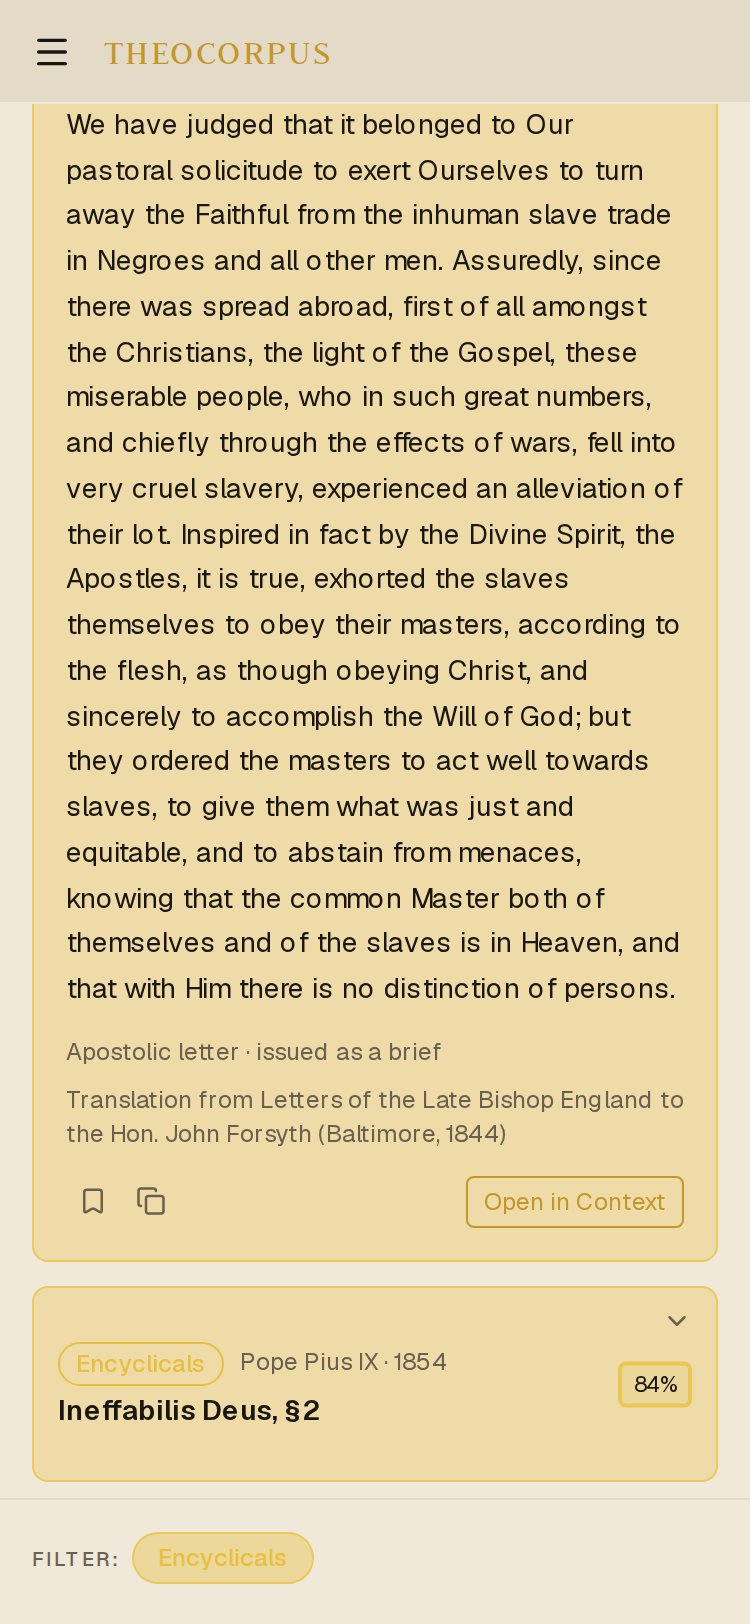 THEOCORPUS
We have judged that it belonged to Our
pastoral solicitude to exert Ourselves to turn
away the Faithful from the inhuman slave trade
in Negroes and all other men. Assuredly, since
there was spread abroad, first of all amongst
the Christians, the light of the Gospel, these
miserable people, who in such great numbers,
and chiefly through the effects of wars, fell into
very cruel slavery, experienced an alleviation of
their lot. Inspired in fact by the Divine Spirit, the
Apostles, it is true, exhorted the slaves
themselves to obey their masters, according to
the flesh, as though obeying Christ, and
sincerely to accomplish the Will of God; but
they ordered the masters to act well towards
slaves, to give them what was just and
equitable, and to abstain from menaces,
knowing that the common Master both of
themselves and of the slaves is in Heaven, and
that with Him there is no distinction of persons.
Apostolic letter · issued as a brief
Translation from Letters of the Late Bishop England to
the Hon. John Forsyth (Baltimore, 1844)
Open in Context
Encyclicals Pope Pius IX · 1854
84%
Ineffabilis Deus, §2
FILTER: Encyclicals